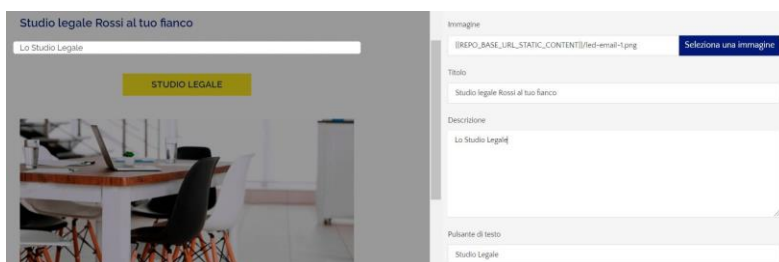 Studio legale Rossi al tuo fianco
Lo Studio Legale
STUDIO LEGALE
Immagine
{{REPO_BASE_URL_STATIC_CONTENT}}/led-email-1.png
Seleziona una immagine
Titolo
Studio legale Rossi al tuo fianco
Descrizione
Lo Studio Legale
Pulsante di testo
Studio Legale